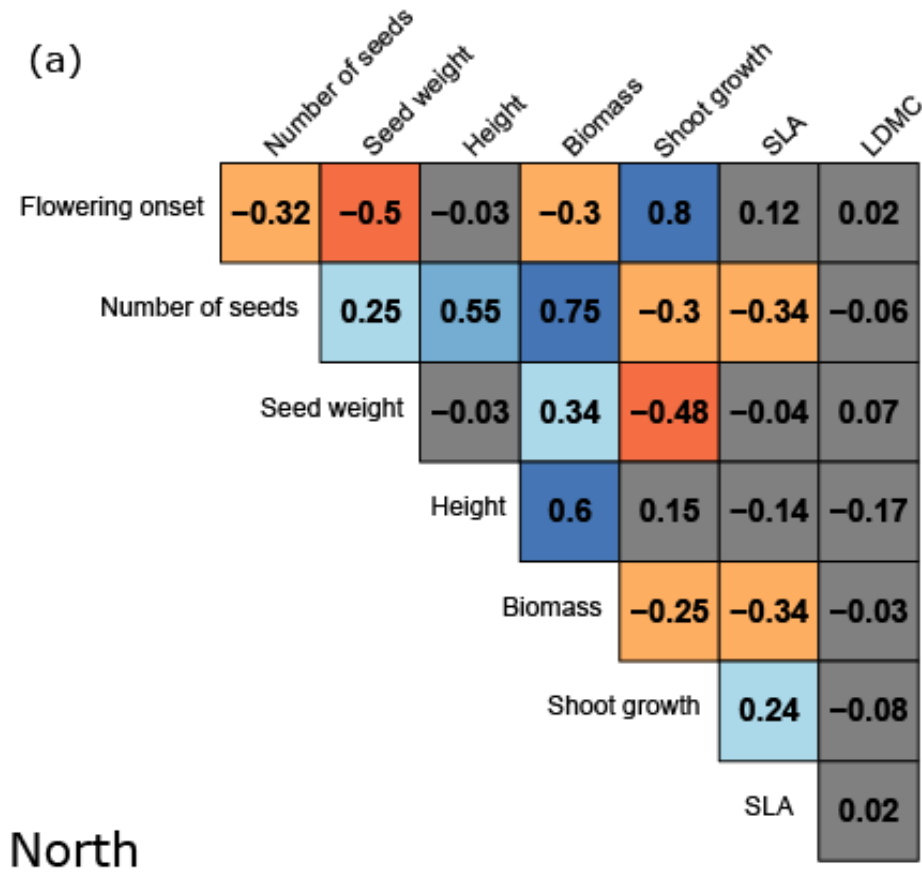 (a)
Number of seeds
Seed weight
Height
Biomass
Shoot growth
SLA
LDMC
Flowering onset −0.32 −0.5 −0.03 −0.3 0.8 0.12 0.02
Number of seeds 0.25 0.55 0.75 −0.3 −0.34 −0.06
Seed weight −0.03 0.34 −0.48 −0.04 0.07
Height 0.6 0.15 −0.14 −0.17
Biomass −0.25 −0.34 −0.03
Shoot growth 0.24 −0.08
SLA 0.02
North